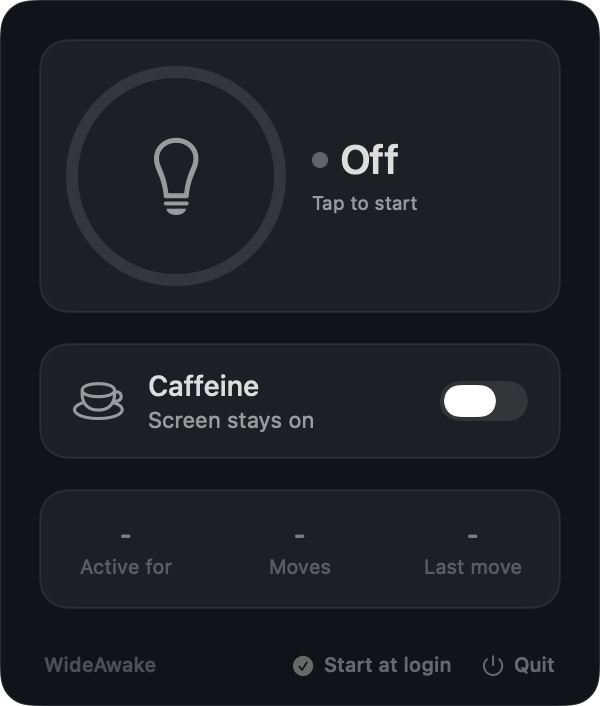 Off
Tap to start
Caffeine
Screen stays on
- - -
Active for Moves Last move
WideAwake Start at login Quit